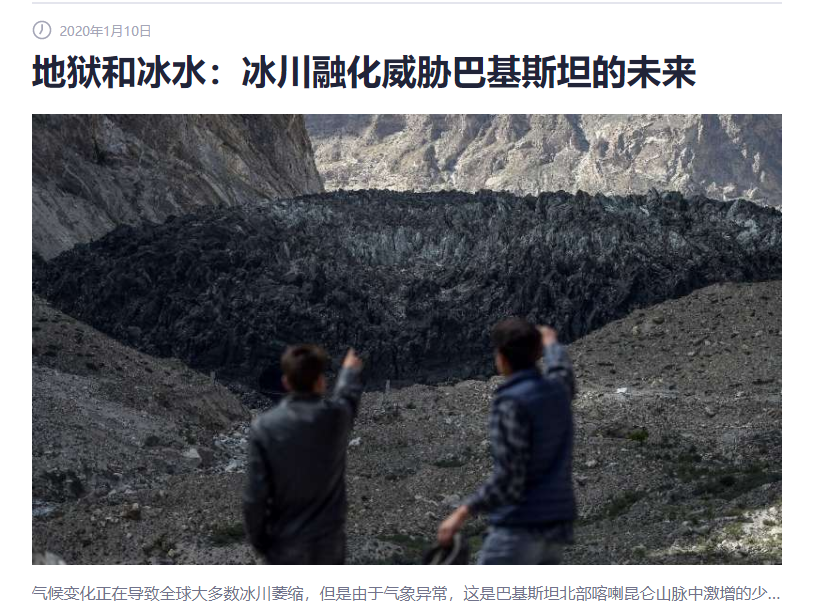 2020年1月10日
地狱和冰水：冰川融化威胁巴基斯坦的未来
气候变化正在导致全球大多数冰川萎缩，但是由于气象异常，这是巴基斯坦北部喀喇昆仑山脉中激增的少...